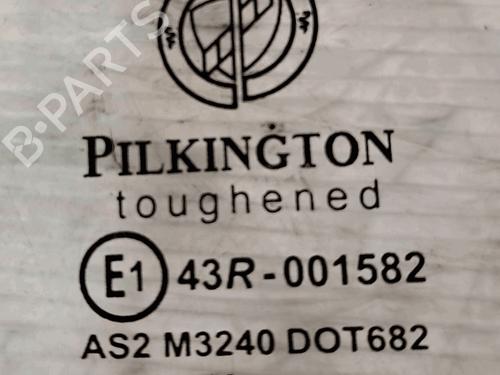 B-PARTS
PILKINGTON
toughened
E1 43R-001582
AS2 M3240 DOT682